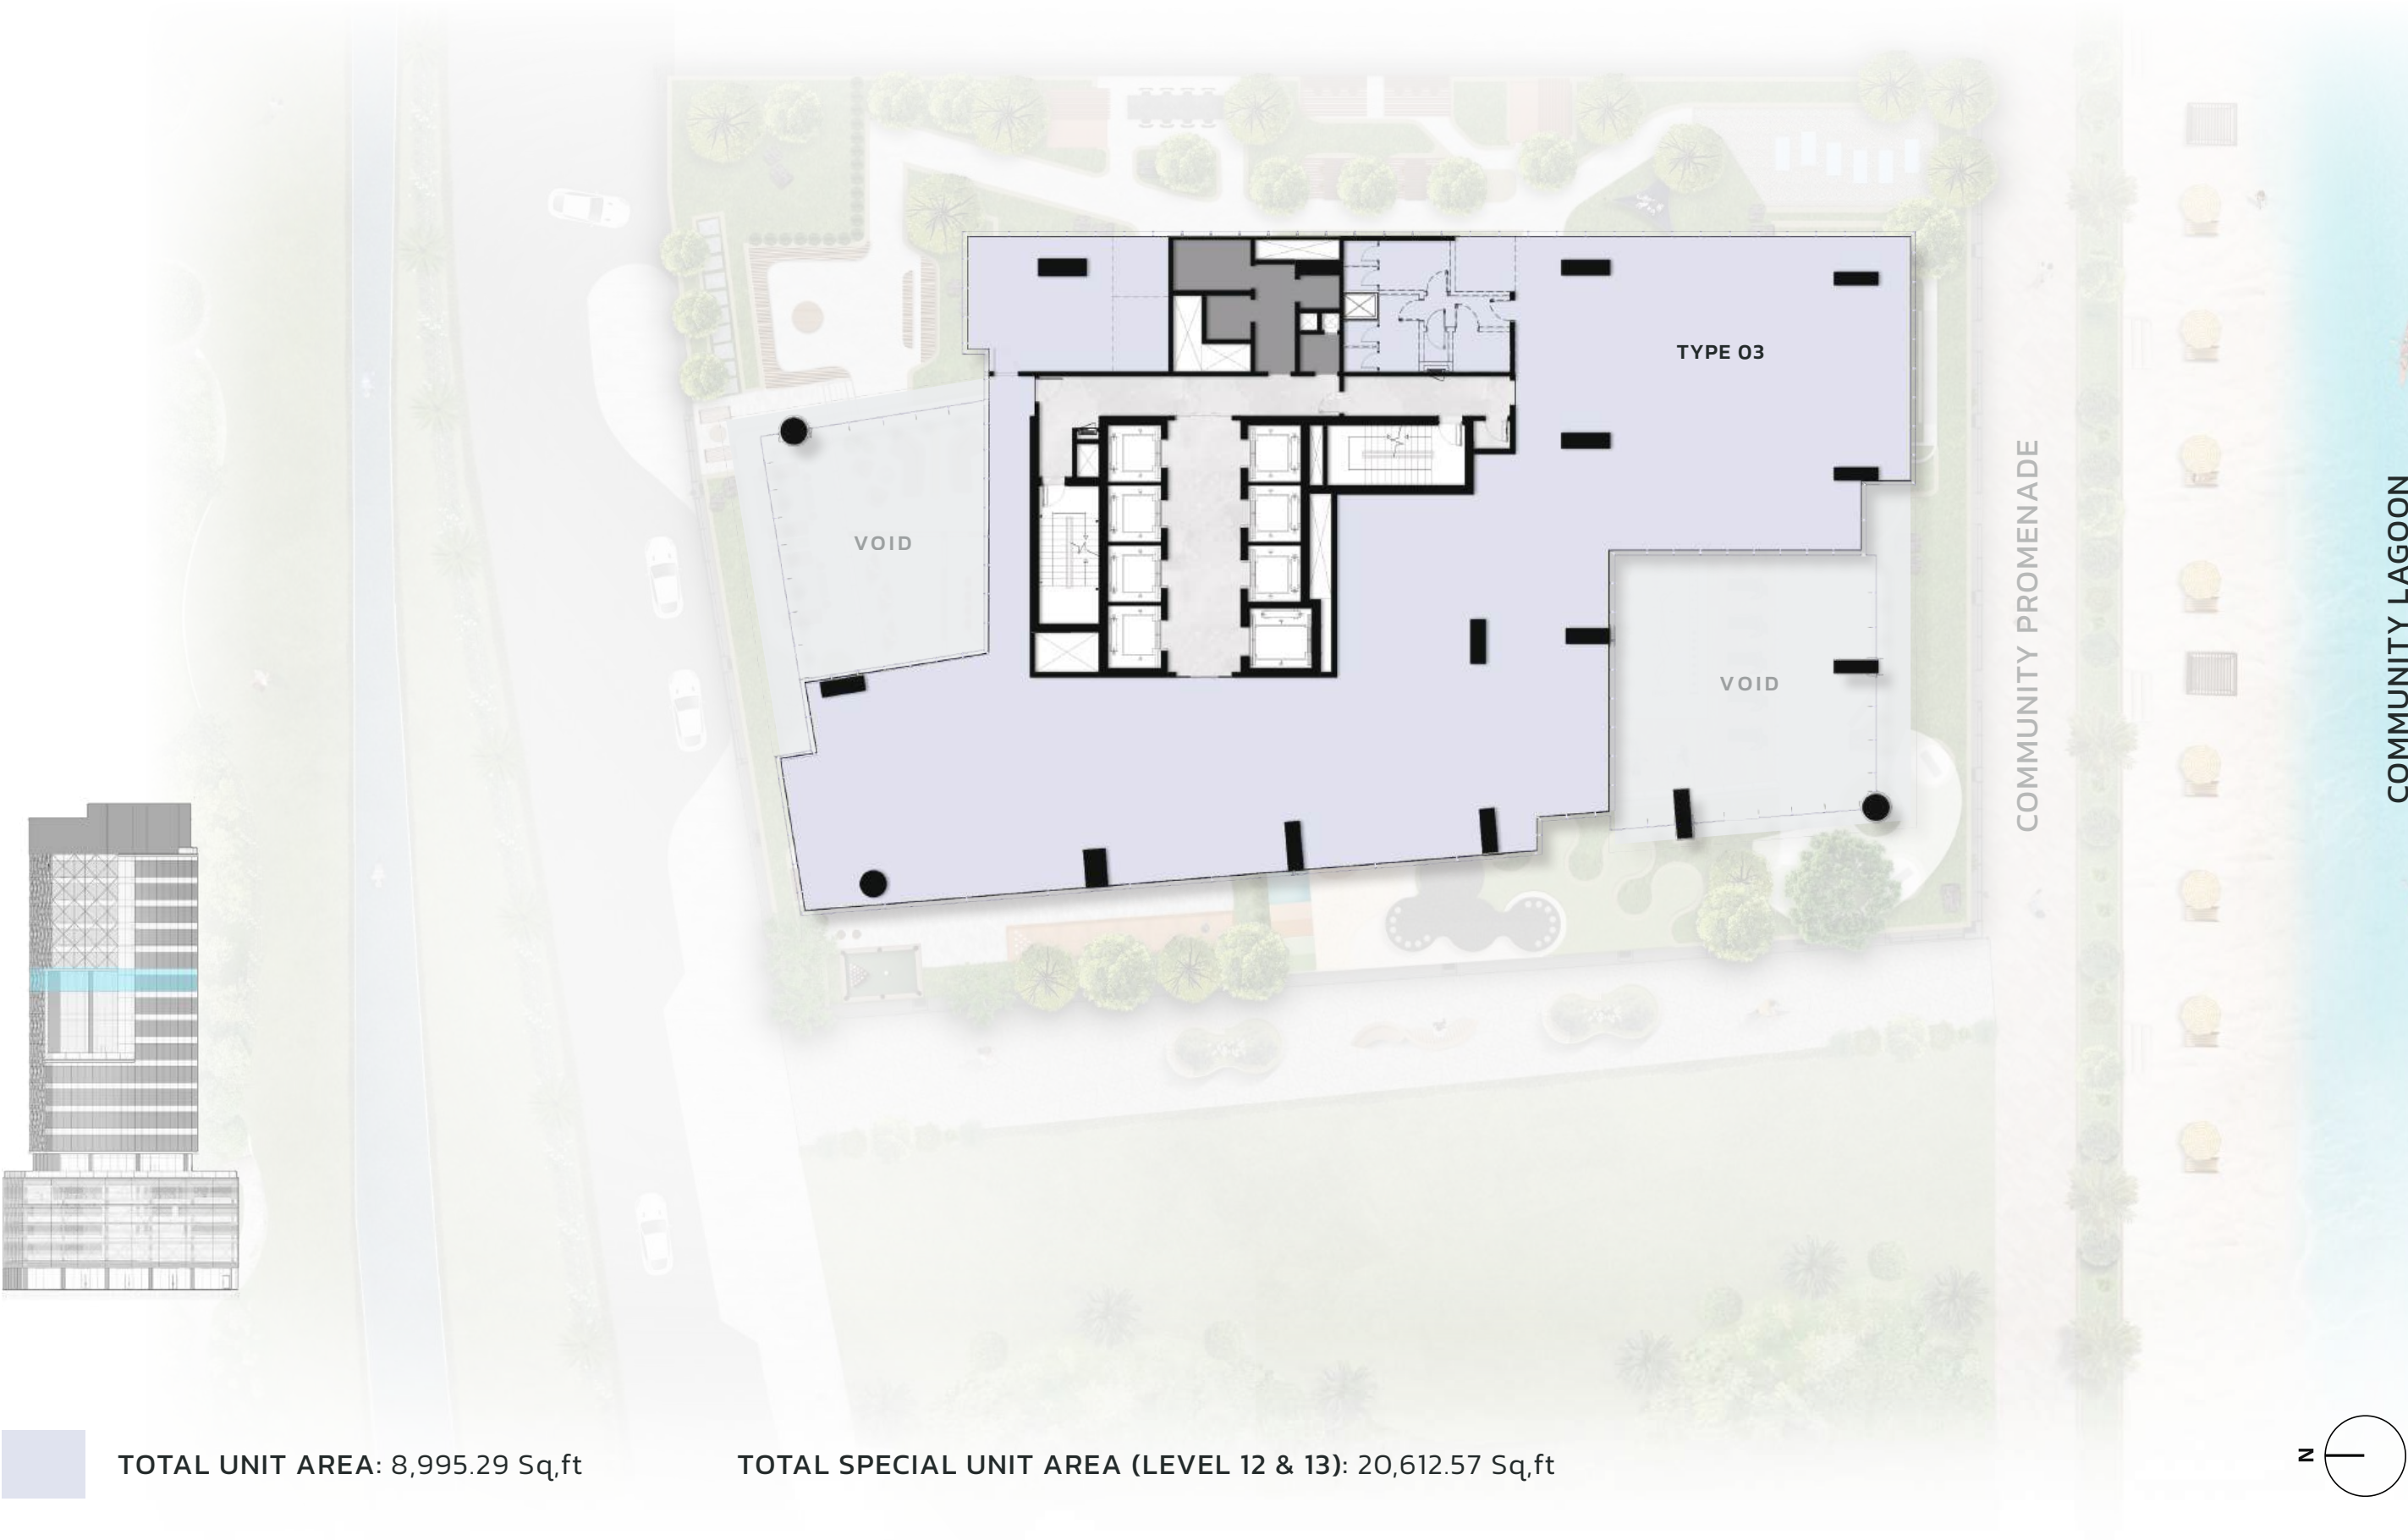 TYPE 03
VOID
VOID
COMMUNITY PROMENADE
COMMUNITY LAGOON
TOTAL UNIT AREA: 8,995.29 Sq,ft
TOTAL SPECIAL UNIT AREA (LEVEL 12 & 13): 20,612.57 Sq,ft
N